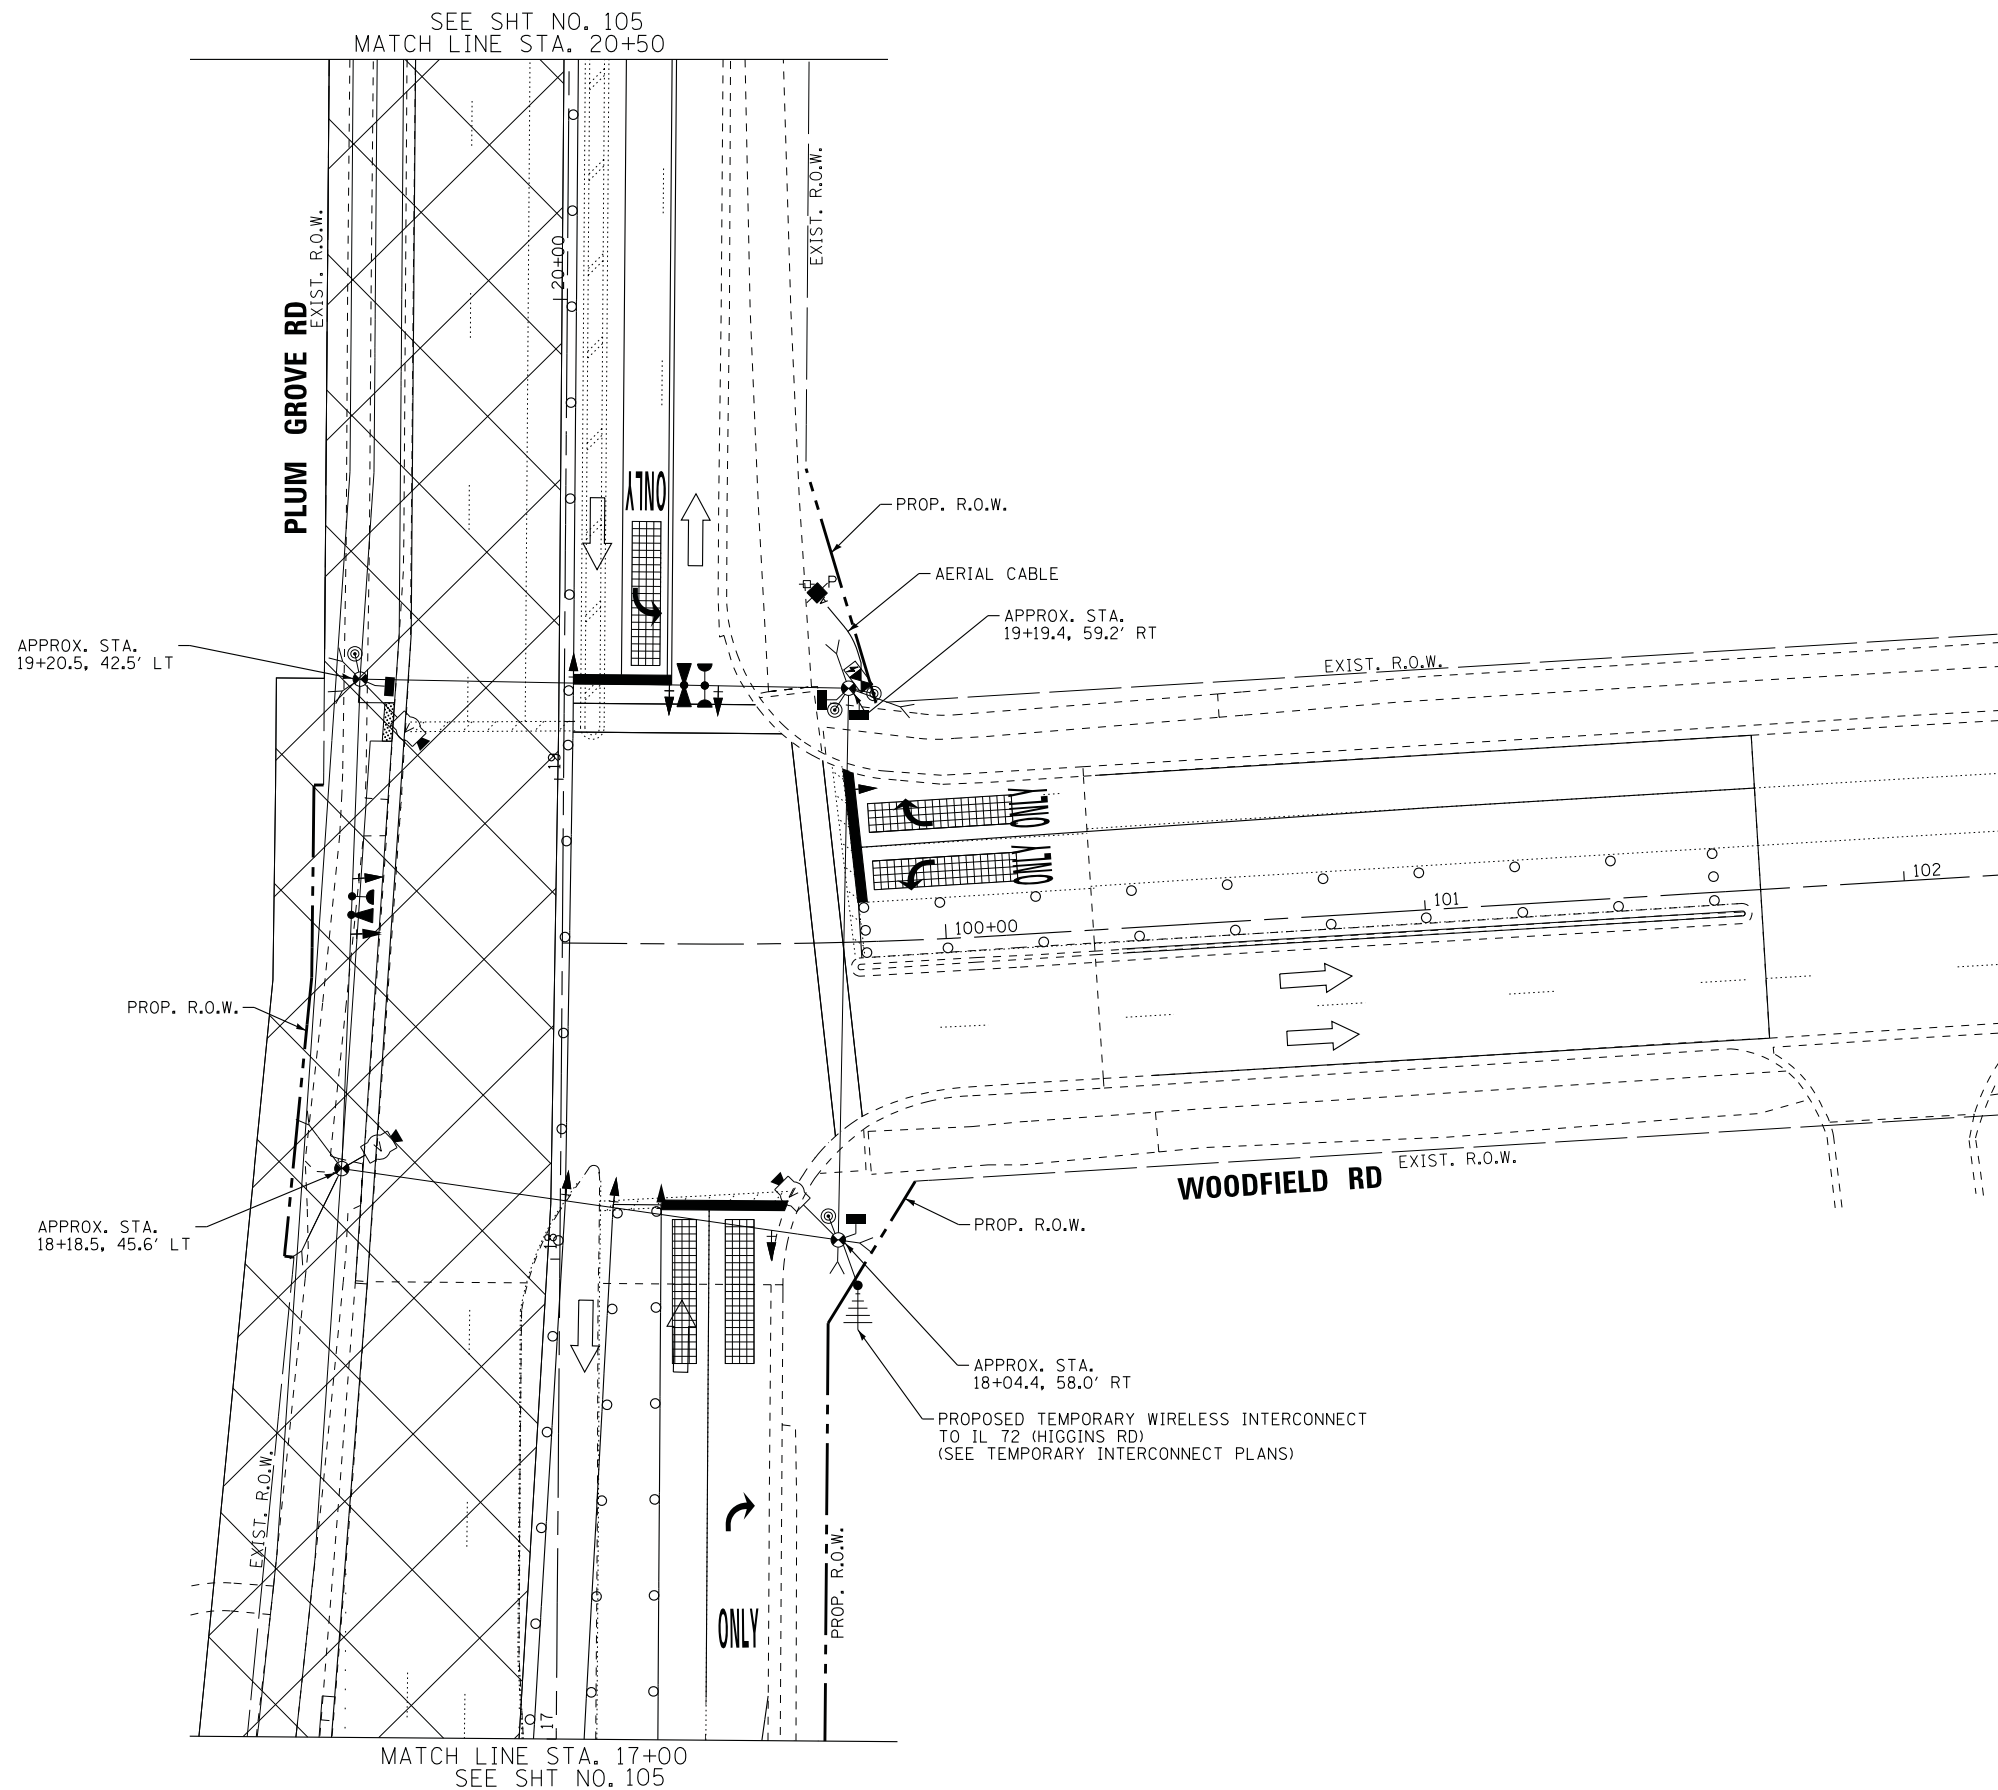 SEE SHT NO. 105
MATCH LINE STA. 20+50
EXIST. R.O.W.
EXIST. R.O.W.
20+00
PLUM GROVE RD
ONLY
PROP. R.O.W.
P
AERIAL CABLE
APPROX. STA.
19+19.4, 59.2' RT
APPROX. STA.
19+20.5, 42.5' LT
EXIST. R.O.W.
19
ONLY
ONLY
102
101
100+00
PROP. R.O.W.
EXIST. R.O.W.
WOODFIELD RD
PROP. R.O.W.
APPROX. STA.
18+18.5, 45.6' LT
18
APPROX. STA.
18+04.4, 58.0' RT
PROPOSED TEMPORARY WIRELESS INTERCONNECT
TO IL 72 (HIGGINS RD)
(SEE TEMPORARY INTERCONNECT PLANS)
EXIST. R.O.W.
PROP. R.O.W.
ONLY
17
MATCH LINE STA. 17+00
SEE SHT NO. 105